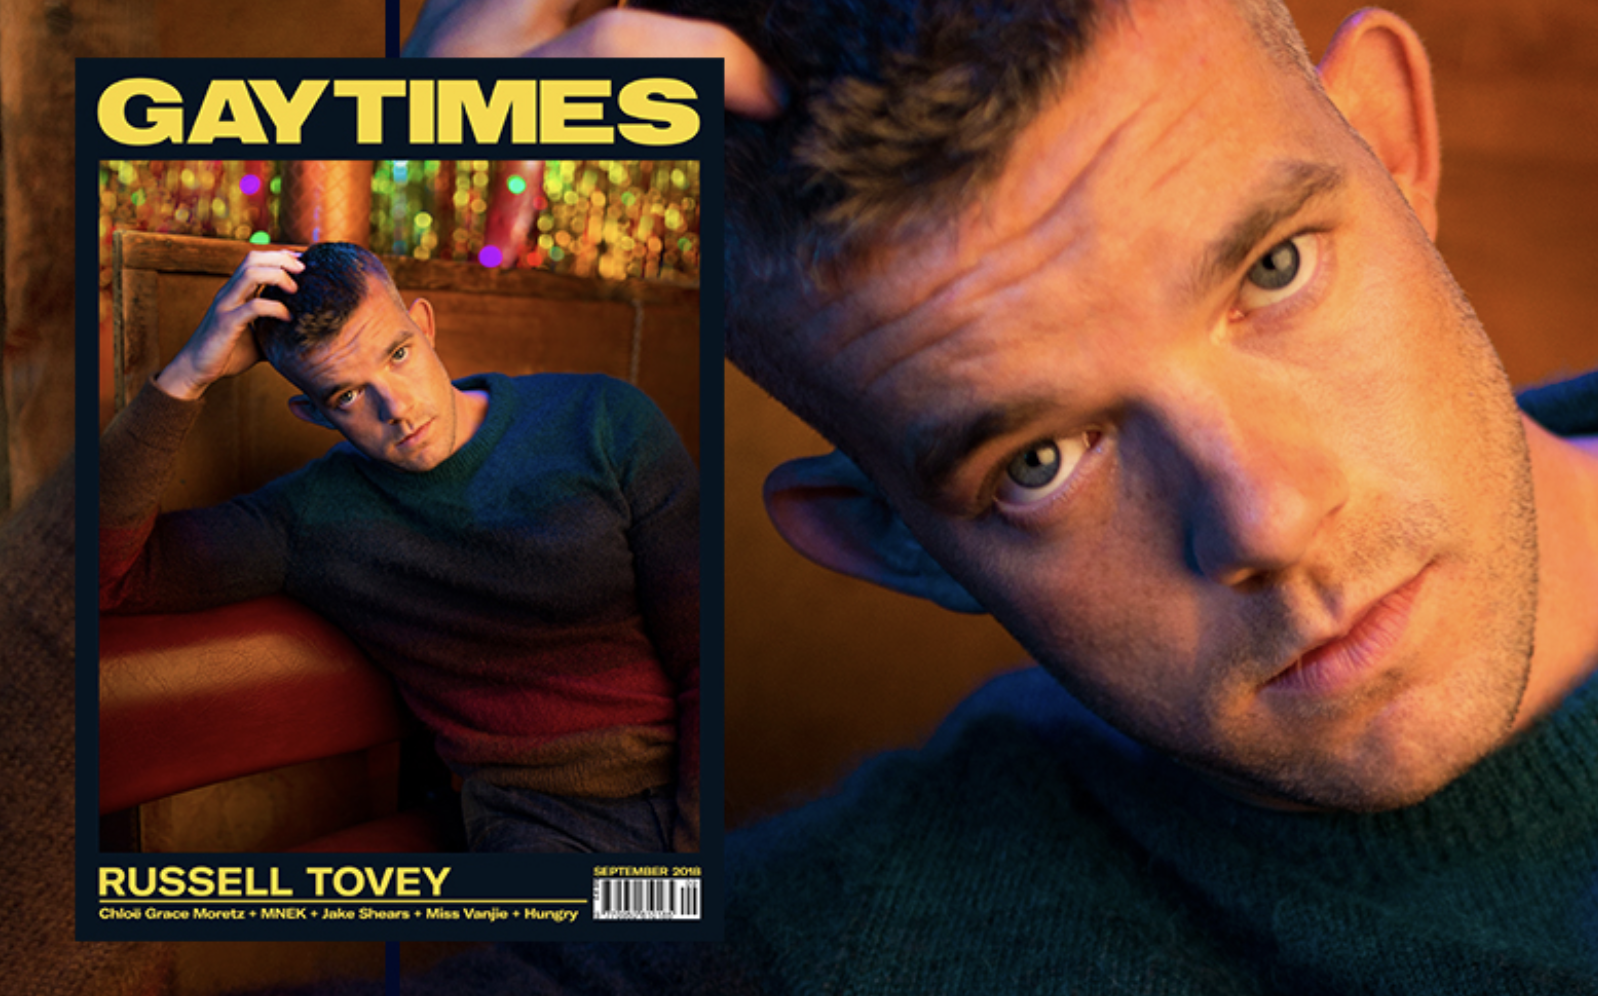 GAYTIMES
RUSSELL TOVEY
SEPTEMBER 2018
Chloë Grace Moretz + MNEK + Jake Shears + Miss Vanjie + Hungry